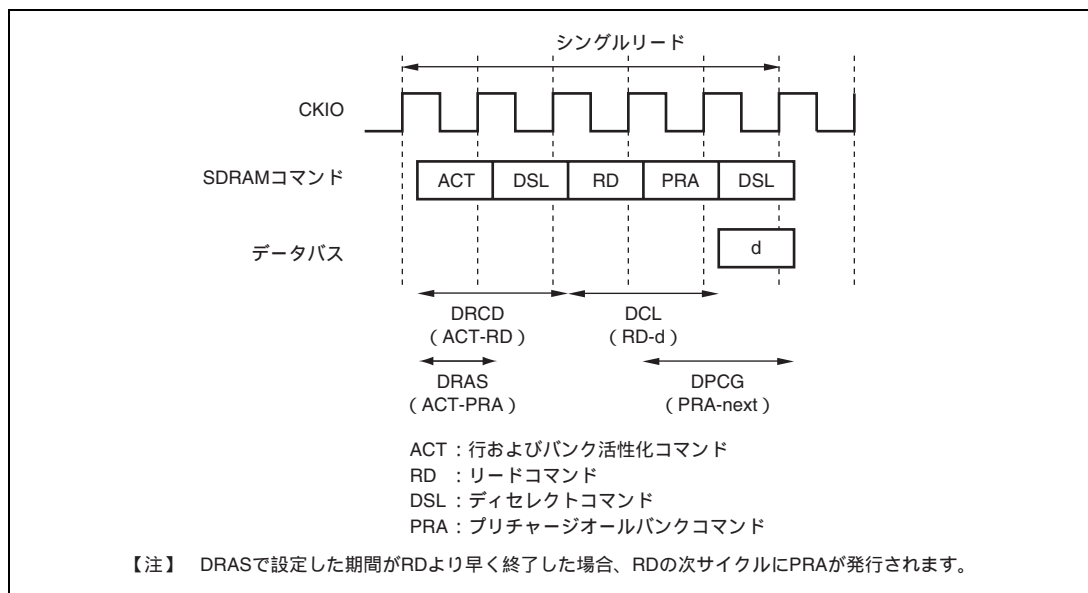 シングルリード
CKIO
SDRAMコマンド
ACT DSL RD PRA DSL
データバス
d
DRCD
（ACT-RD）
DCL
（RD-d）
DRAS
（ACT-PRA）
DPCG
（PRA-next）
ACT：行およびバンク活性化コマンド
RD ：リードコマンド
DSL：ディセレクトコマンド
PRA：プリチャージオールバンクコマンド
【注】 DRASで設定した期間がRDより早く終了した場合、RDの次サイクルにPRAが発行されます。